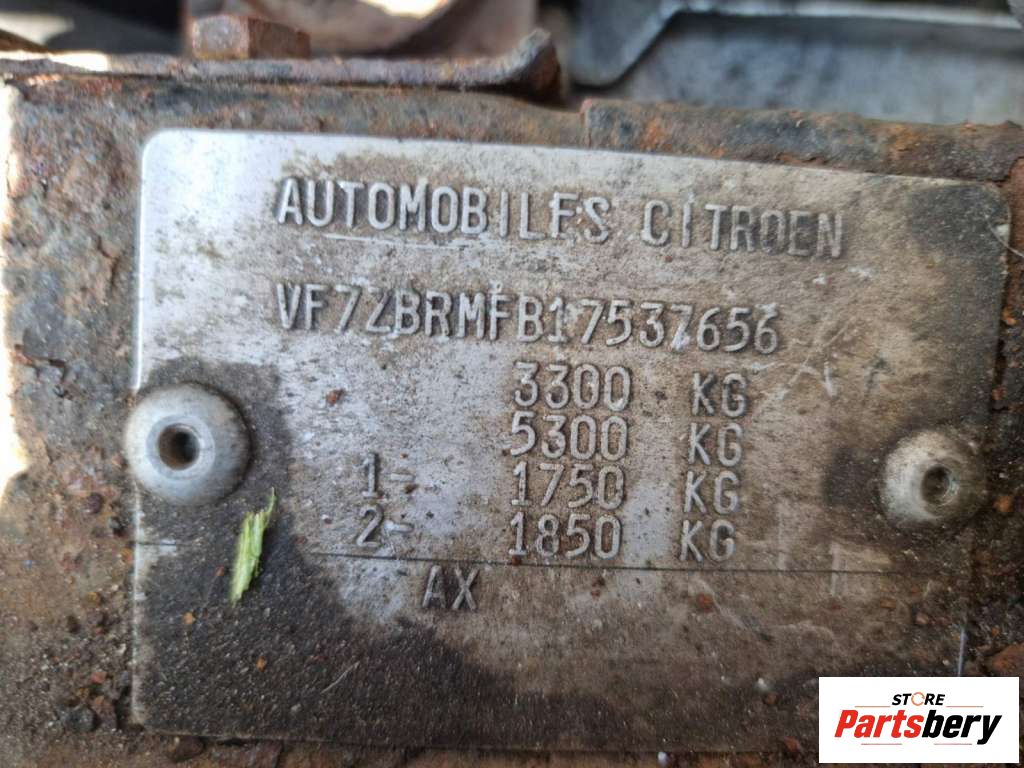 AUTOMOBILES CITROEN
VF7ZBRMFB17537656
3300 KG
5300 KG
1- 1750 KG
2- 1850 KG
AX
STORE
Partsbery